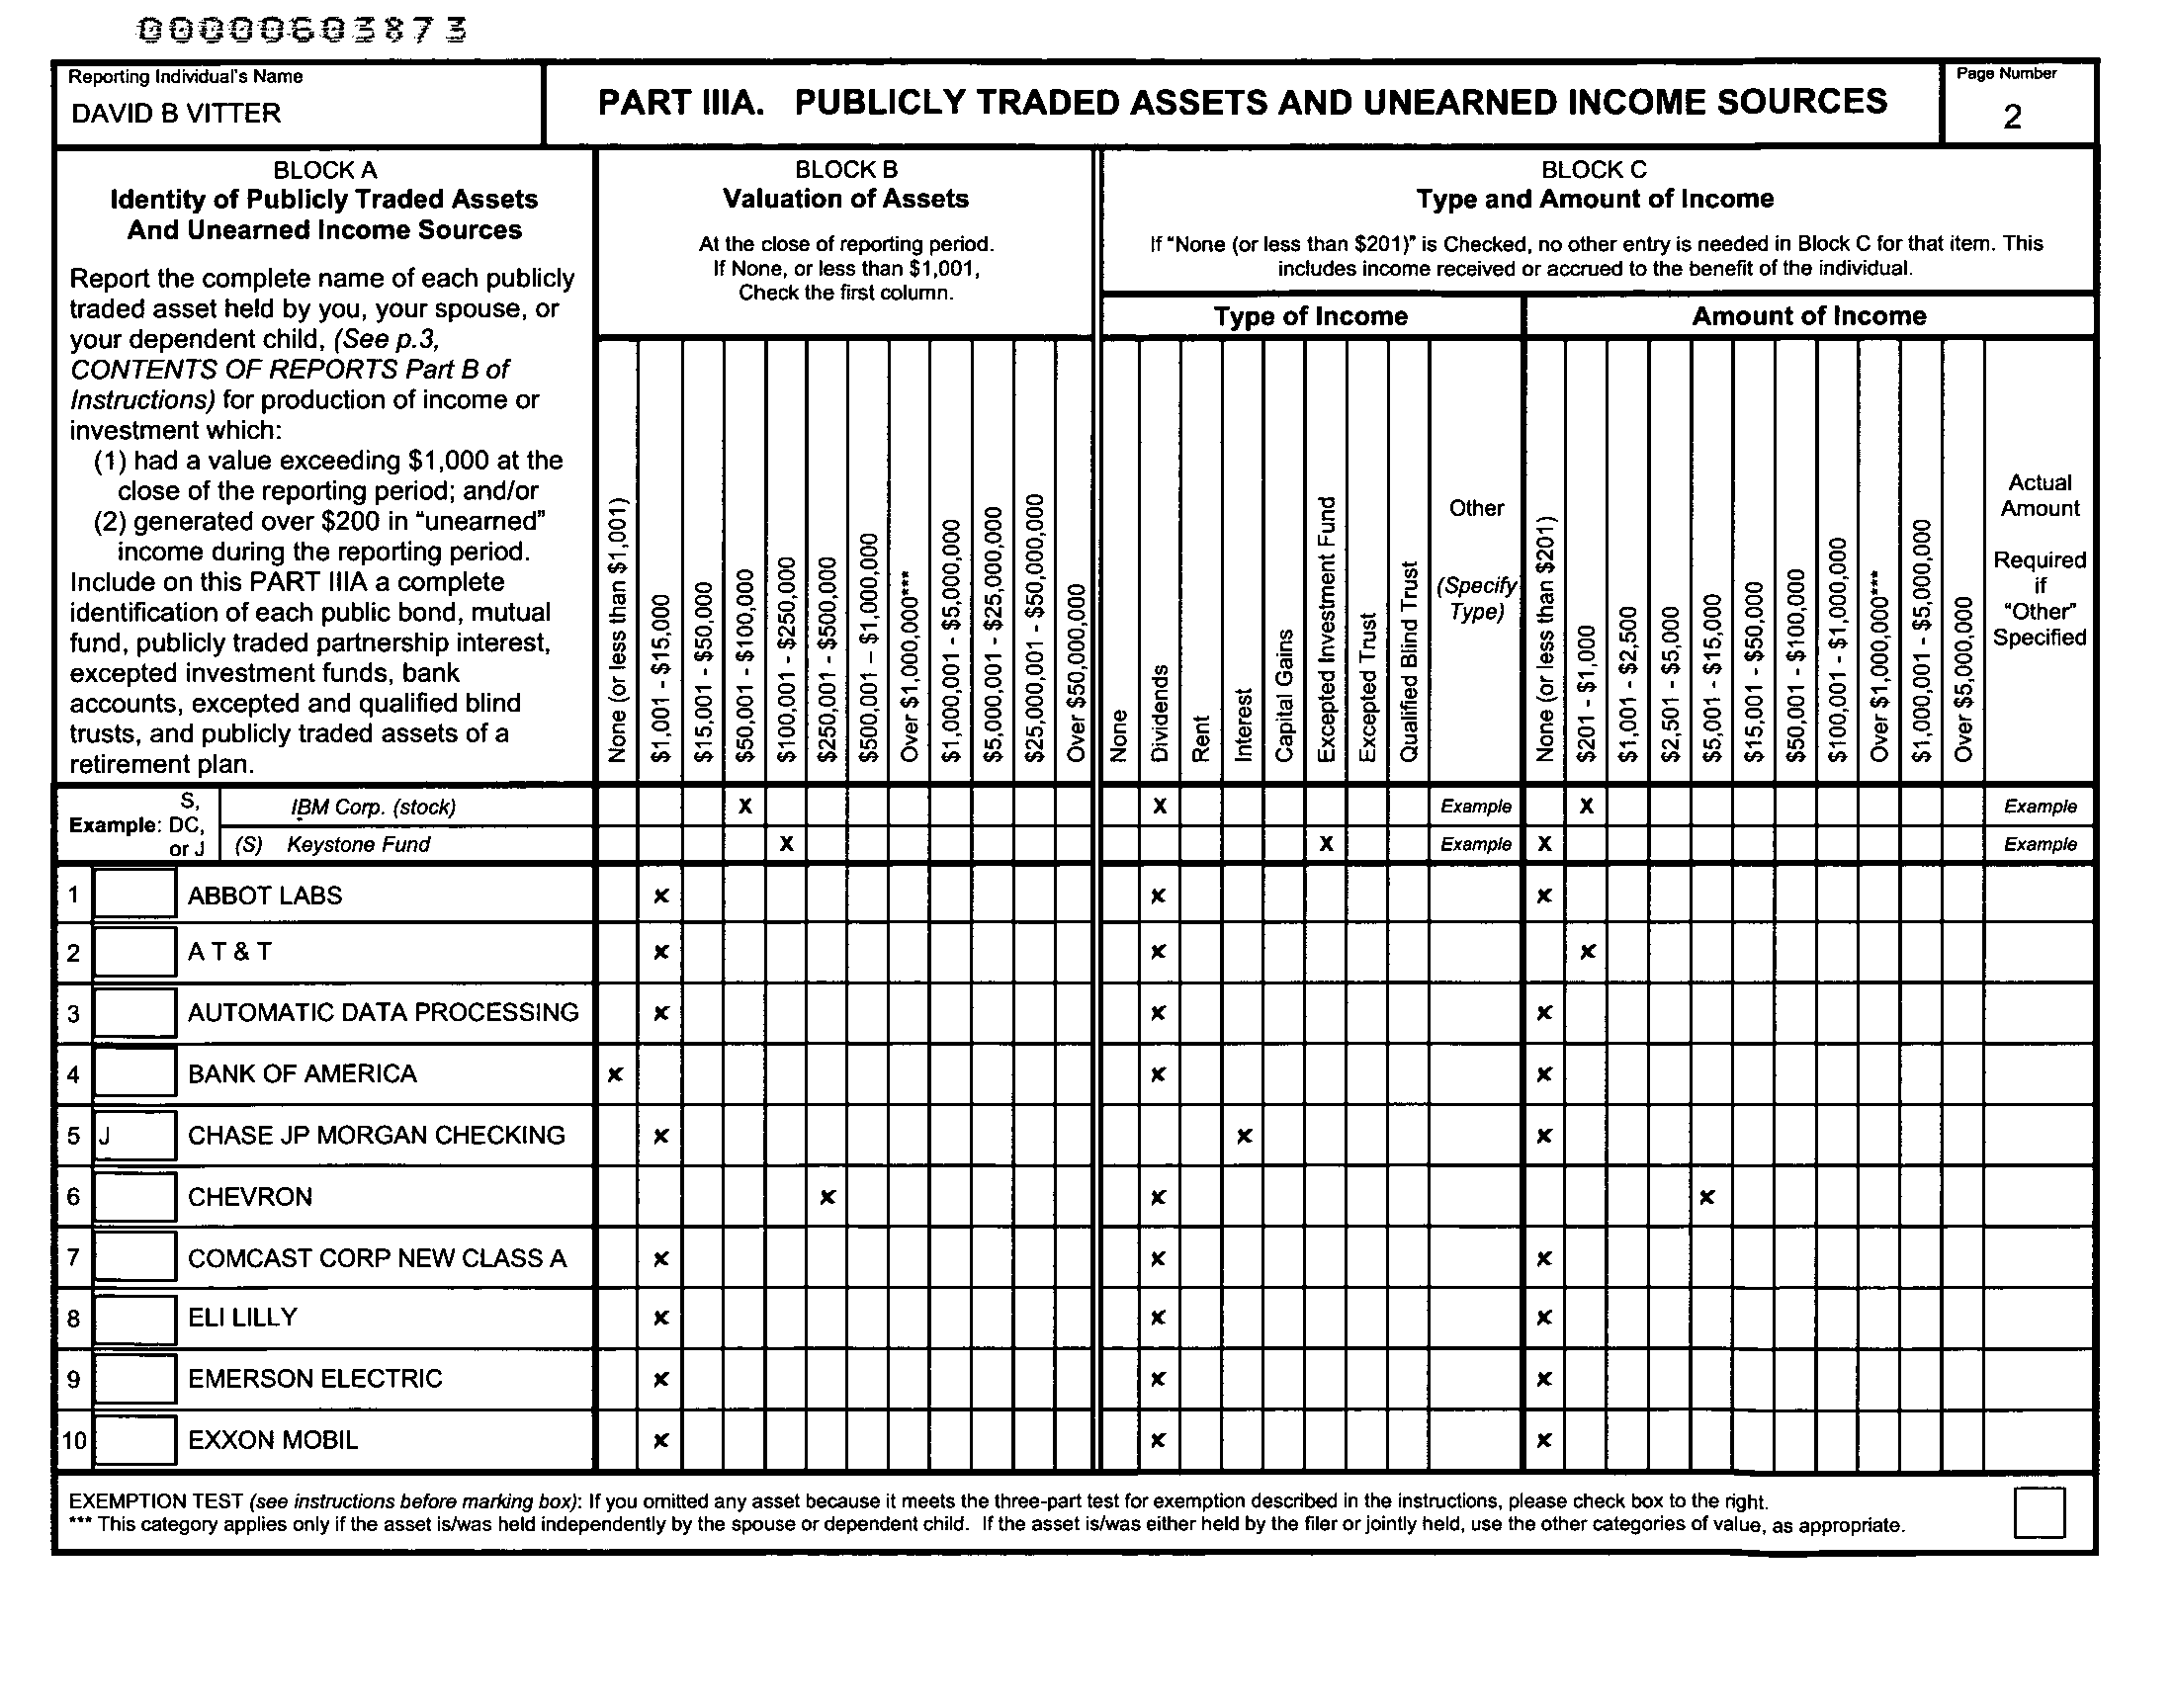 00000603873
Reporting Individual's Name
DAVID B VITTER
PART IIIA. PUBLICLY TRADED ASSETS AND UNEARNED INCOME SOURCES
Page Number
2
BLOCK A
Identity of Publicly Traded Assets
And Unearned Income Sources
Report the complete name of each publicly
traded asset held by you, your spouse, or
your dependent child, (See p.3,
CONTENTS OF REPORTS Part B of
Instructions) for production of income or
investment which:
(1) had a value exceeding $1,000 at the
close of the reporting period; and/or
(2) generated over $200 in "unearned"
income during the reporting period.
Include on this PART IIIA a complete
identification of each public bond, mutual
fund, publicly traded partnership interest,
excepted investment funds, bank
accounts, excepted and qualified blind
trusts, and publicly traded assets of a
retirement plan.
BLOCK B
Valuation of Assets
At the close of reporting period.
If None, or less than $1,001,
Check the first column.
BLOCK C
Type and Amount of Income
If "None (or less than $201)" is Checked, no other entry is needed in Block C for that item. This
includes income received or accrued to the benefit of the individual.
Type of Income
Amount of Income
None (or less than $1,001)
$1,001 - $15,000
$15,001 - $50,000
$50,001 - $100,000
$100,001 - $250,000
$250,001 - $500,000
$500,001 – $1,000,000
Over $1,000,000***
$1,000,001 - $5,000,000
$5,000,001 - $25,000,000
$25,000,001 - $50,000,000
Over $50,000,000
None
Dividends
Rent
Interest
Capital Gains
Excepted Investment Fund
Excepted Trust
Qualified Blind Trust
Other
(Specify
Type)
None (or less than $201)
$201 - $1,000
$1,001 - $2,500
$2,501 - $5,000
$5,001 - $15,000
$15,001 - $50,000
$50,001 - $100,000
$100,001 - $1,000,000
Over $1,000,000***
$1,000,001 - $5,000,000
Over $5,000,000
Actual
Amount
Required
if
"Other"
Specified
Example:
S,
DC,
or J
IBM Corp. (stock) X X Example X Example
(S) Keystone Fund X X Example X Example
1 ABBOT LABS x x x
2 A T & T x x x
3 AUTOMATIC DATA PROCESSING x x x
4 BANK OF AMERICA x x x
5 J CHASE JP MORGAN CHECKING x x x
6 CHEVRON x x x
7 COMCAST CORP NEW CLASS A x x x
8 ELI LILLY x x x
9 EMERSON ELECTRIC x x x
10 EXXON MOBIL x x x
EXEMPTION TEST (see instructions before marking box): If you omitted any asset because it meets the three-part test for exemption described in the instructions, please check box to the right.
*** This category applies only if the asset is/was held independently by the spouse or dependent child. If the asset is/was either held by the filer or jointly held, use the other categories of value, as appropriate.